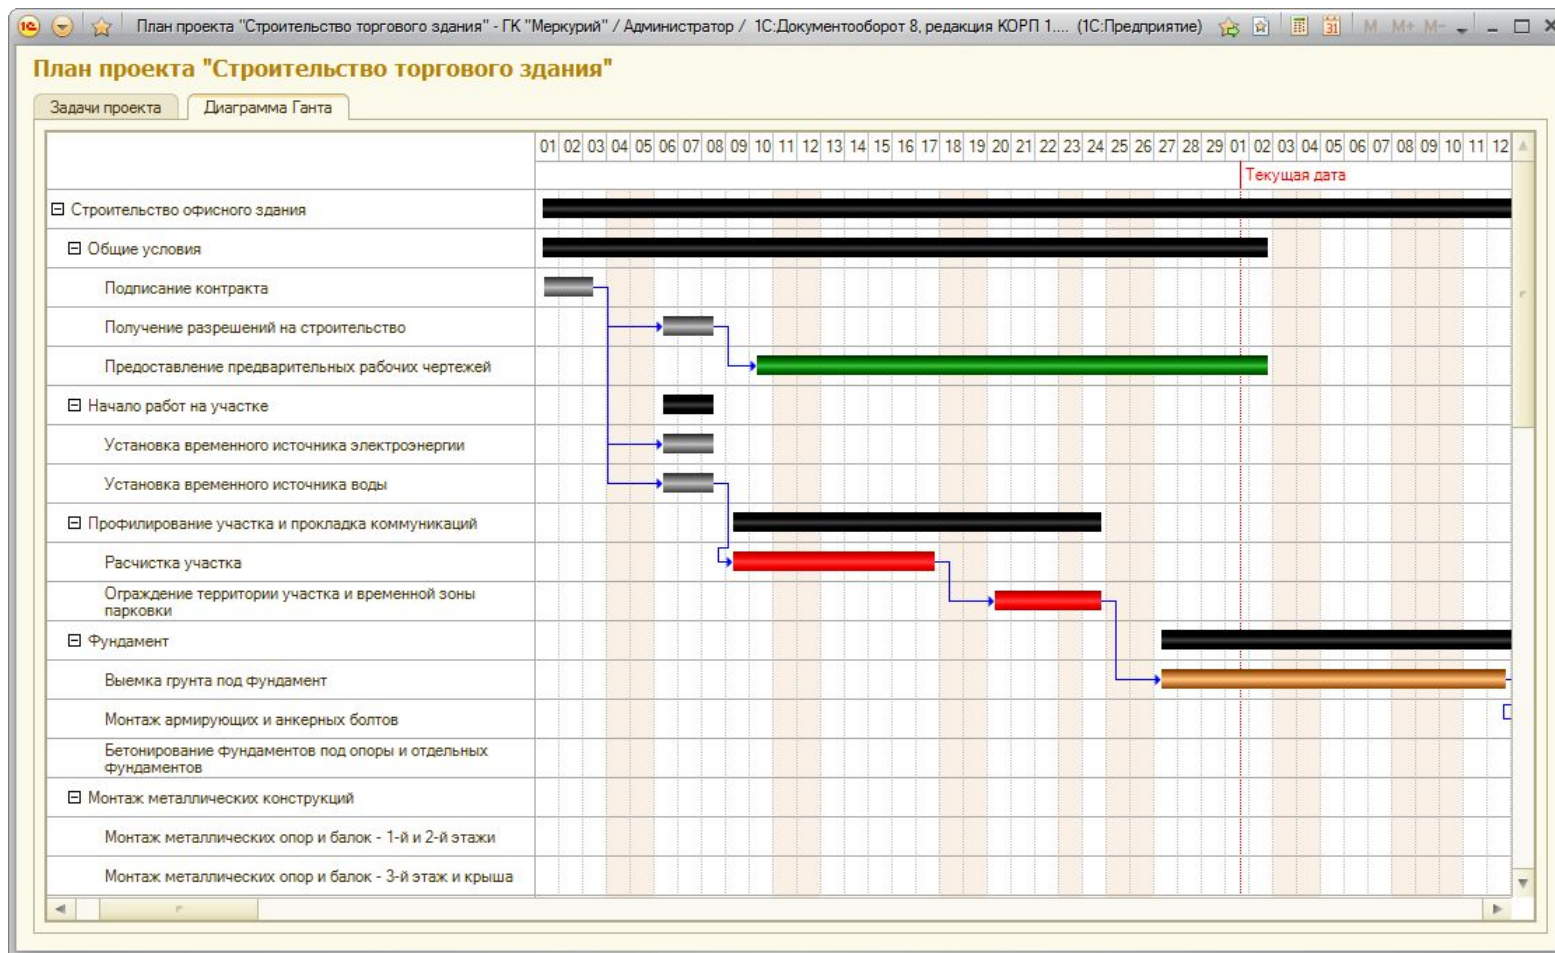 План проекта "Строительство торгового здания" - ГК "Меркурий" / Администратор / 1С:Документооборот 8, редакция КОРП 1.... (1С:Предприятие) 31 M M+ M-
План проекта "Строительство торгового здания"
Задачи проекта Диаграмма Ганта
01 02 03 04 05 06 07 08 09 10 11 12 13 14 15 16 17 18 19 20 21 22 23 24 25 26 27 28 29 01 02 03 04 05 06 07 08 09 10 11 12
Текущая дата
Строительство офисного здания
Общие условия
Подписание контракта
Получение разрешений на строительство
Предоставление предварительных рабочих чертежей
Начало работ на участке
Установка временного источника электроэнергии
Установка временного источника воды
Профилирование участка и прокладка коммуникаций
Расчистка участка
Ограждение территории участка и временной зоны
парковки
Фундамент
Выемка грунта под фундамент
Монтаж армирующих и анкерных болтов
Бетонирование фундаментов под опоры и отдельных
фундаментов
Монтаж металлических конструкций
Монтаж металлических опор и балок - 1-й и 2-й этажи
Монтаж металлических опор и балок - 3-й этаж и крыша